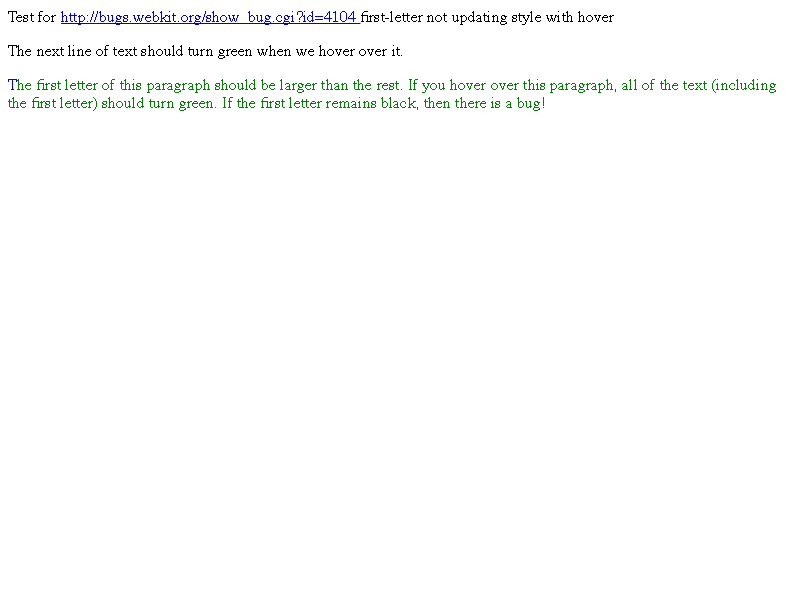 Test for http://bugs.webkit.org/show_bug.cgi?id=4104 first-letter not updating style with hover
The next line of text should turn green when we hover over it.
The first letter of this paragraph should be larger than the rest. If you hover over this paragraph, all of the text (including
the first letter) should turn green. If the first letter remains black, then there is a bug!